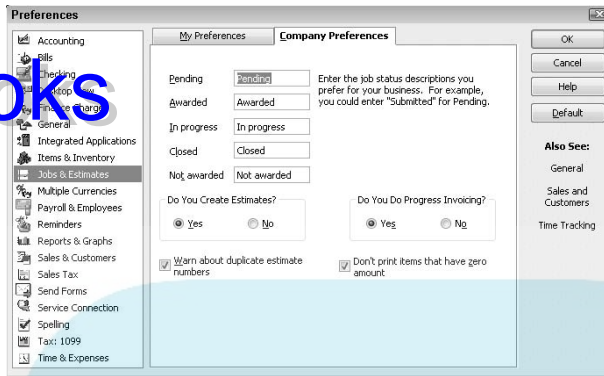 Preferences
Accounting
Bills
Checking
General
Integrated Applications
Items & Inventory
Jobs & Estimates
Multiple Currencies
Payroll & Employees
Reminders
Reports & Graphs
Sales & Customers
Sales Tax
Send Forms
Service Connection
Spelling
Tax: 1099
Time & Expenses
oks
My Preferences
Company Preferences
Pending Pending
Awarded Awarded
In progress In progress
Closed Closed
Not awarded Not awarded
Enter the job status descriptions you
prefer for your business. For example,
you could enter "Submitted" for Pending.
Do You Create Estimates?
Yes No
Do You Do Progress Invoicing?
Yes No
Warn about duplicate estimate
numbers
Don't print items that have zero
amount
OK
Cancel
Help
Default
Also See:
General
Sales and
Customers
Time Tracking